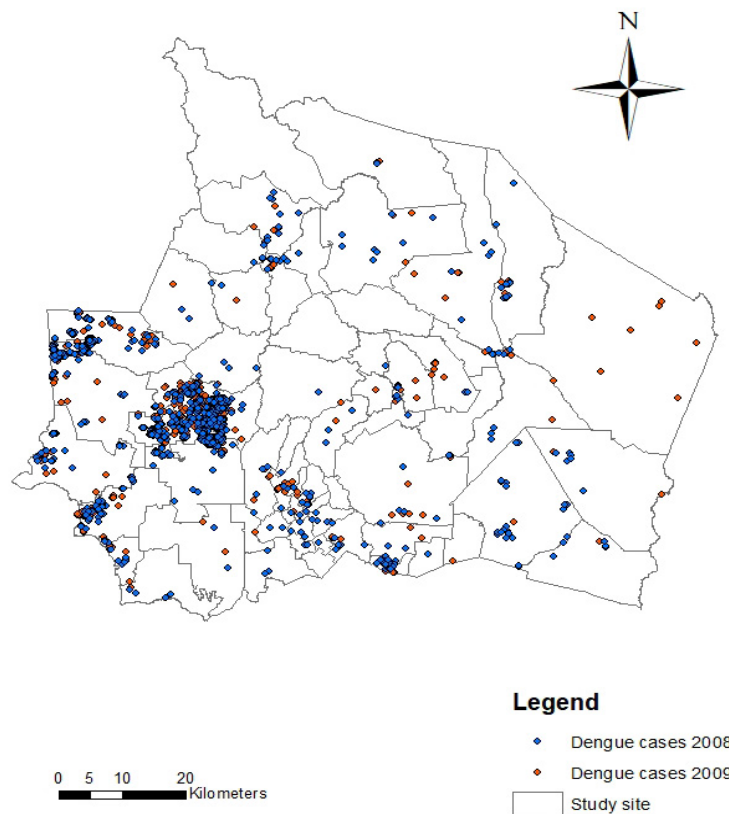 N
Legend
Dengue cases 2008
Dengue cases 2009
Study site
0 5 10 20
Kilometers